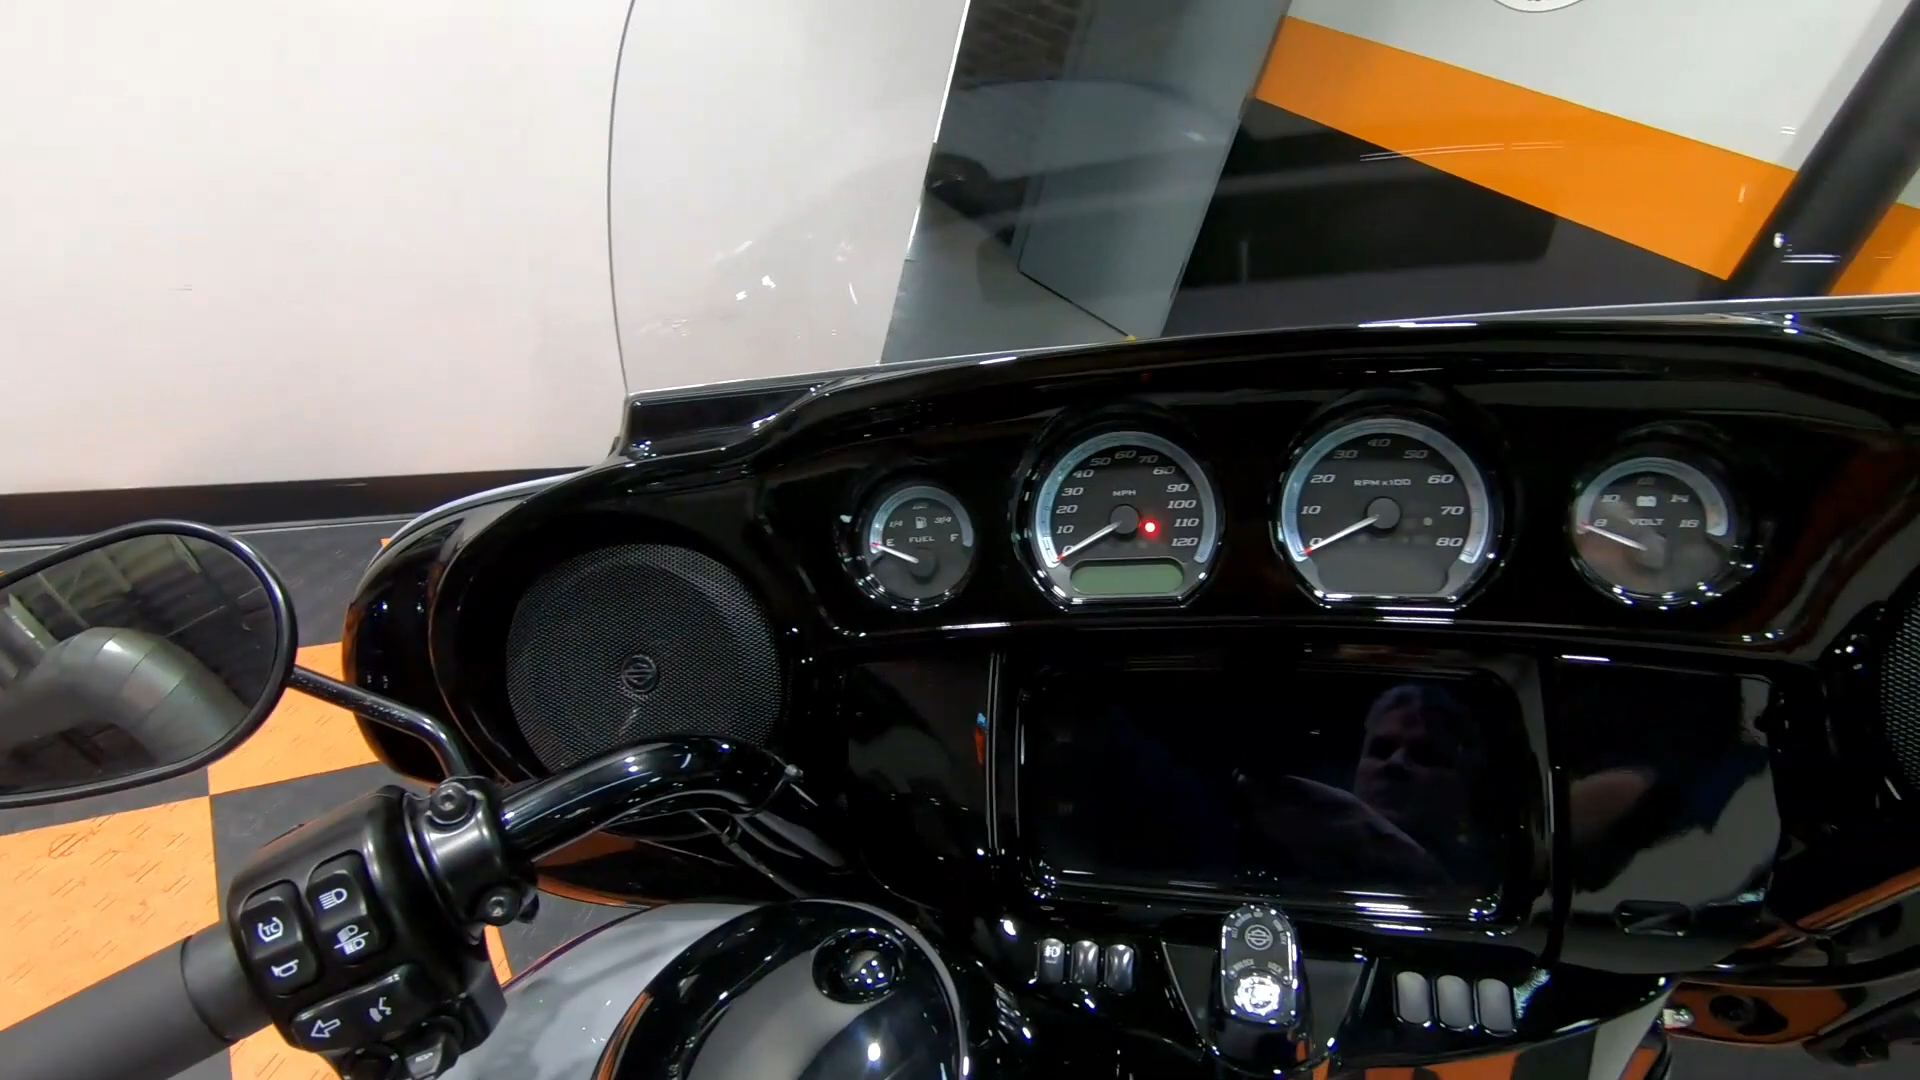 1/4 3/4
E FUEL F
0 10 20 30 40 50 60 70 80 90 100 110 120
MPH
0 10 20 30 40 50 60 70 80
RPM x100
8 10 14 16
VOLT
TC